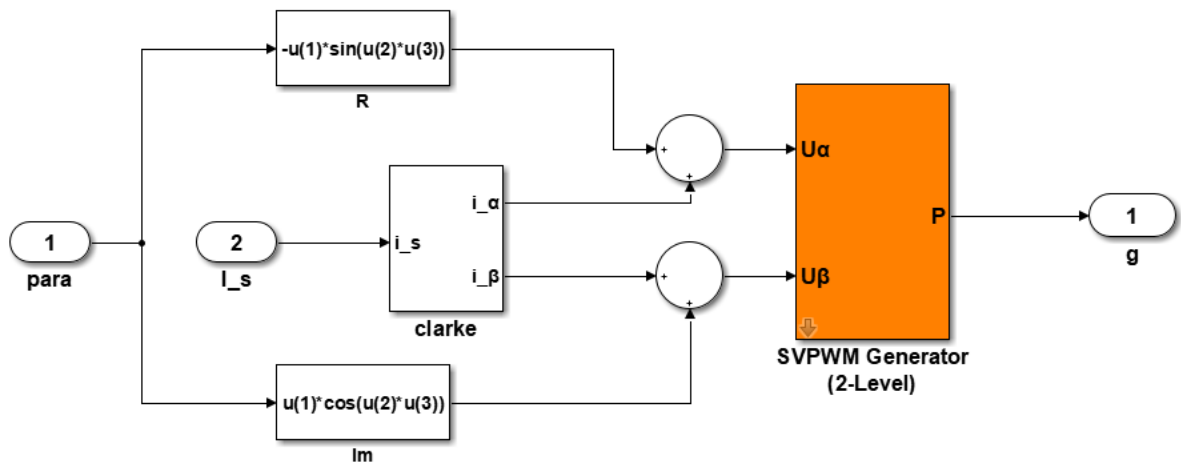 -u(1)*sin(u(2)*u(3))
R
+
+
Uα
i_α
1
2
i_s
P
1
para
I_s
i_β
+
+
Uβ
g
clarke
SVPWM Generator
(2-Level)
u(1)*cos(u(2)*u(3))
Im